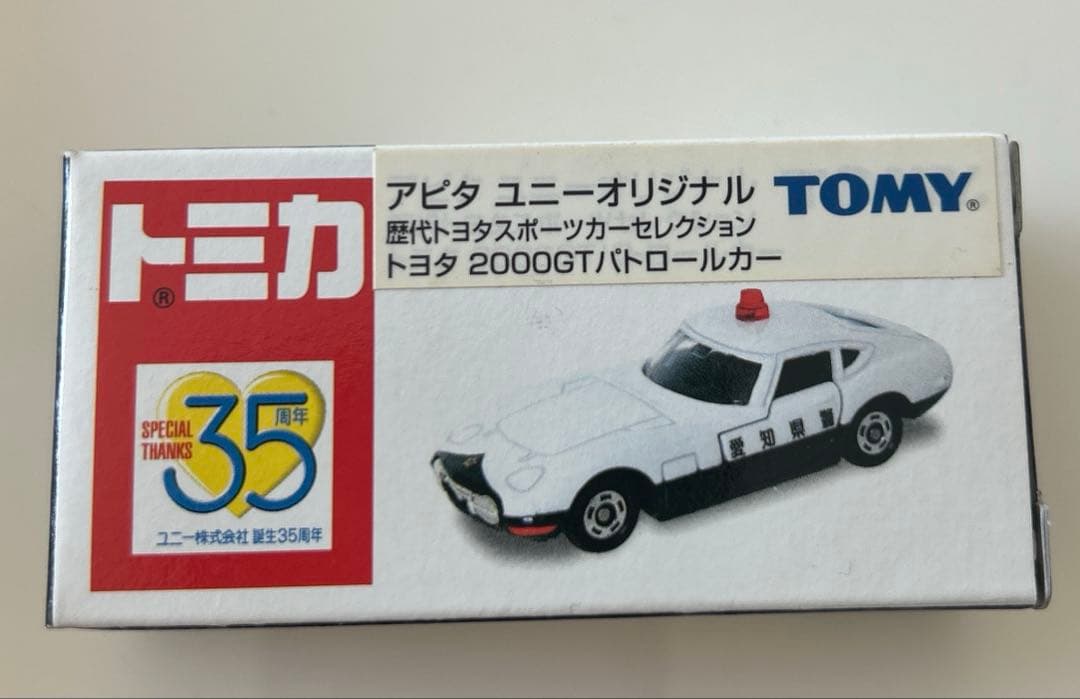 アピタ ユニーオリジナル
TOMY®
歴代トヨタスポーツカーセレクション
トヨタ 2000GTパトロールカー
トミカ®
SPECIAL
THANKS
35周年
ユニー株式会社 誕生35周年
愛知県警